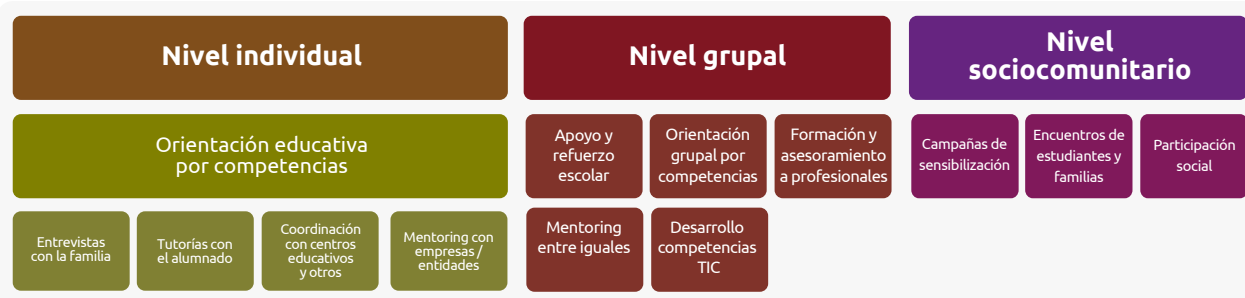 Nivel individual
Orientación educativa
por competencias
Entrevistas
con la familia
Tutorías con
el alumnado
Coordinación
con centros
educativos
y otros
Mentoring con
empresas /
entidades
Nivel grupal
Apoyo y
refuerzo
escolar
Orientación
grupal por
competencias
Formación y
asesoramiento
a profesionales
Mentoring
entre iguales
Desarrollo
competencias
TIC
Nivel
sociocomunitario
Campañas de
sensibilización
Encuentros de
estudiantes y
familias
Participación
social